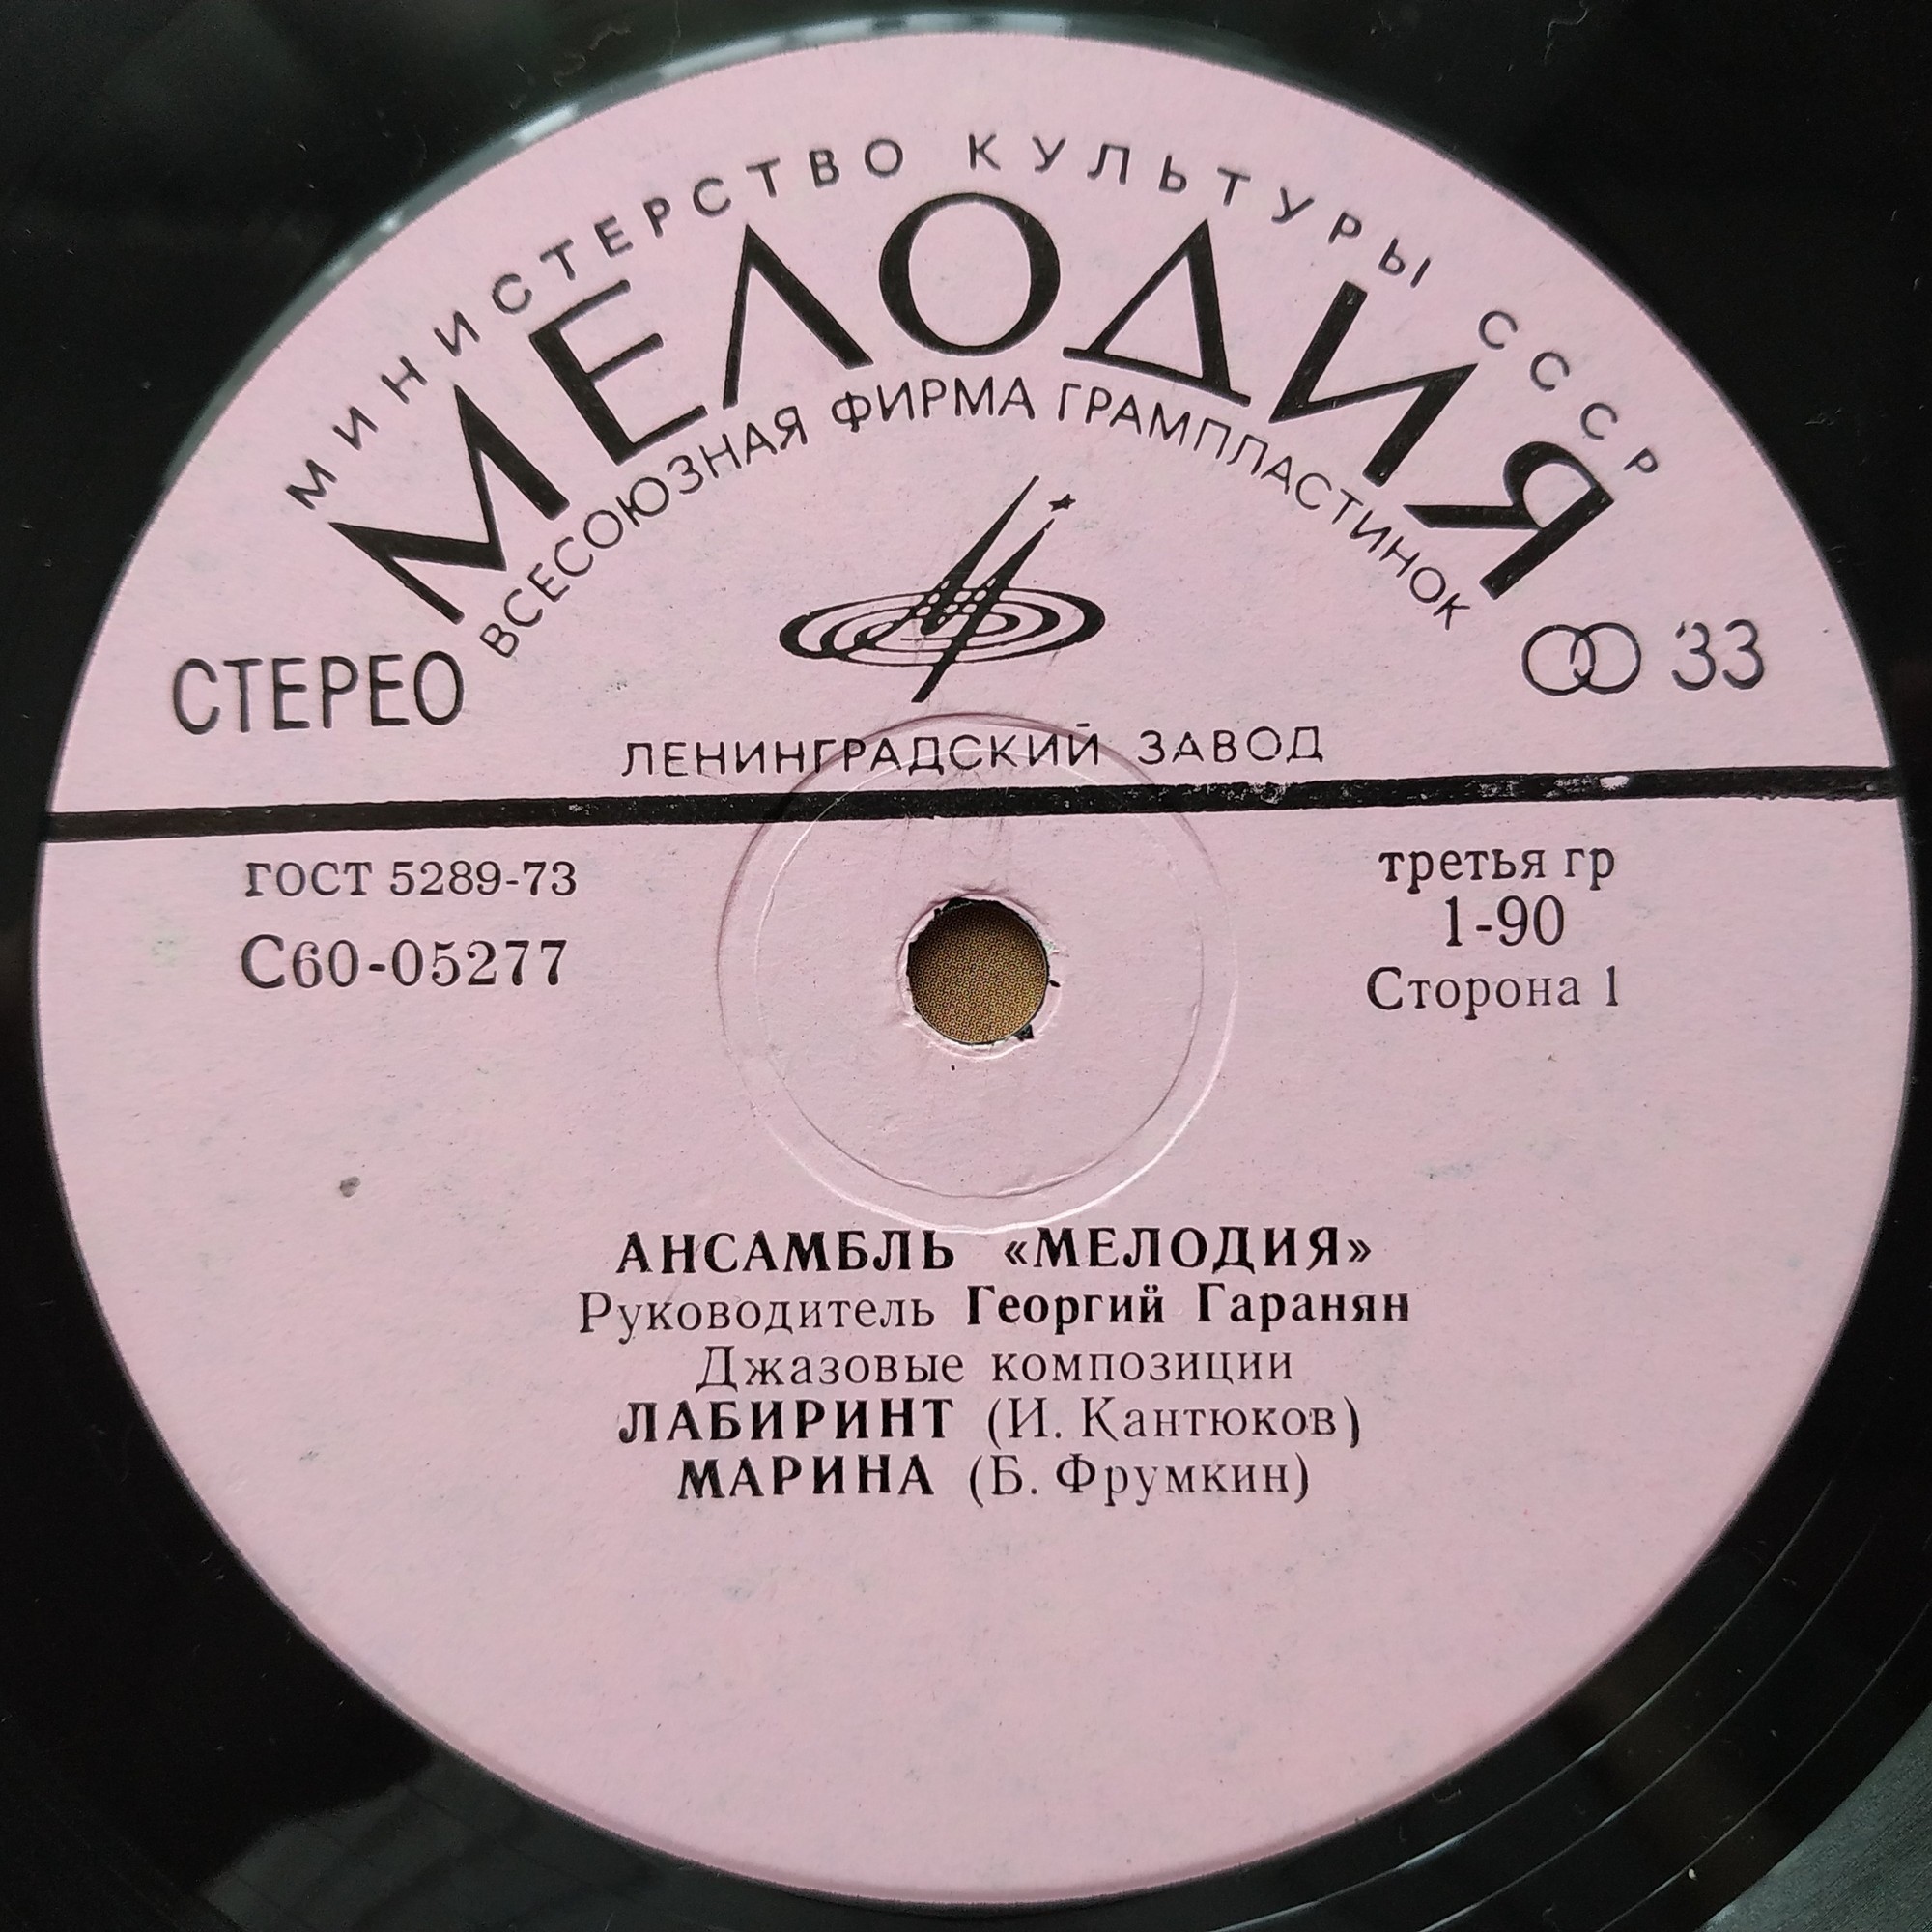 МИНИСТЕРСТВО КУЛЬТУРЫ СССР
МЕЛОДИЯ
ВСЕСОЮЗНАЯ ФИРМА ГРАМПЛАСТИНОК
СТЕРЕО
33
ЛЕНИНГРАДСКИЙ ЗАВОД
ГОСТ 5289-73
С60-05277
третья гр
1-90
Сторона 1
АНСАМБЛЬ «МЕЛОДИЯ»
Руководитель Георгий Гаранян
Джазовые композиции
ЛАБИРИНТ (И. Кантюков)
МАРИНА (Б. Фрумкин)